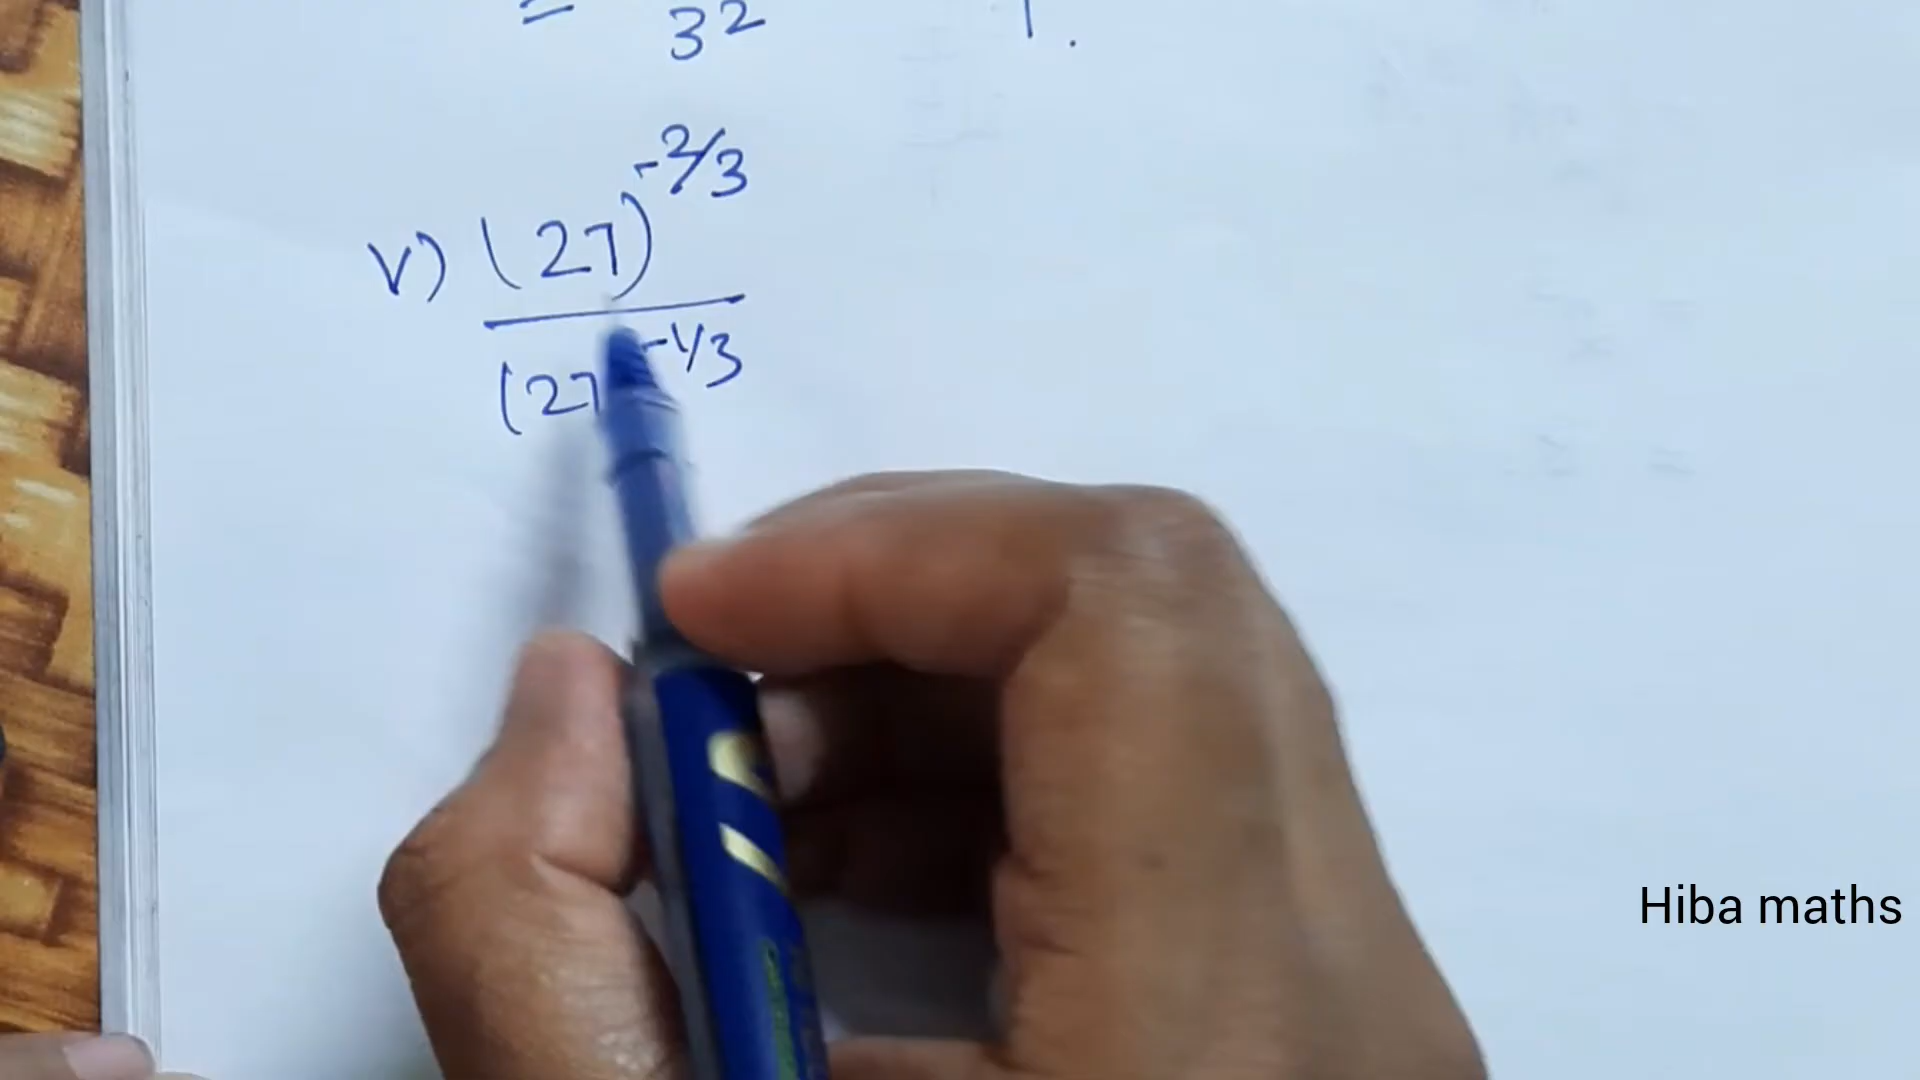 = 32
V) (27)^-2/3
(27 -1/3
Hiba maths